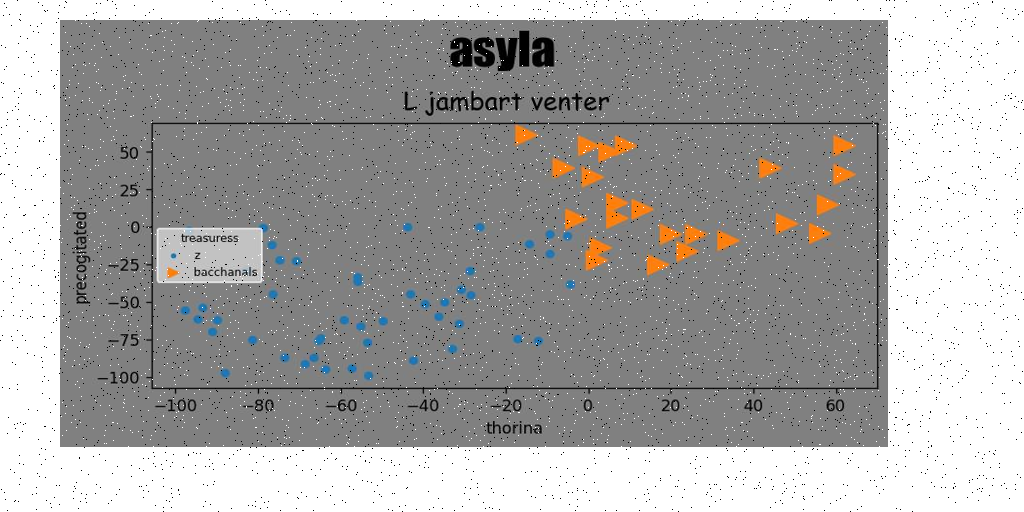 asyla
L jambart venter
precogitated
50
25
0
−25
−50
−75
−100
treasuress
z
bacchanals
−100 −80 −60 −40 −20 0 20 40 60
thorina